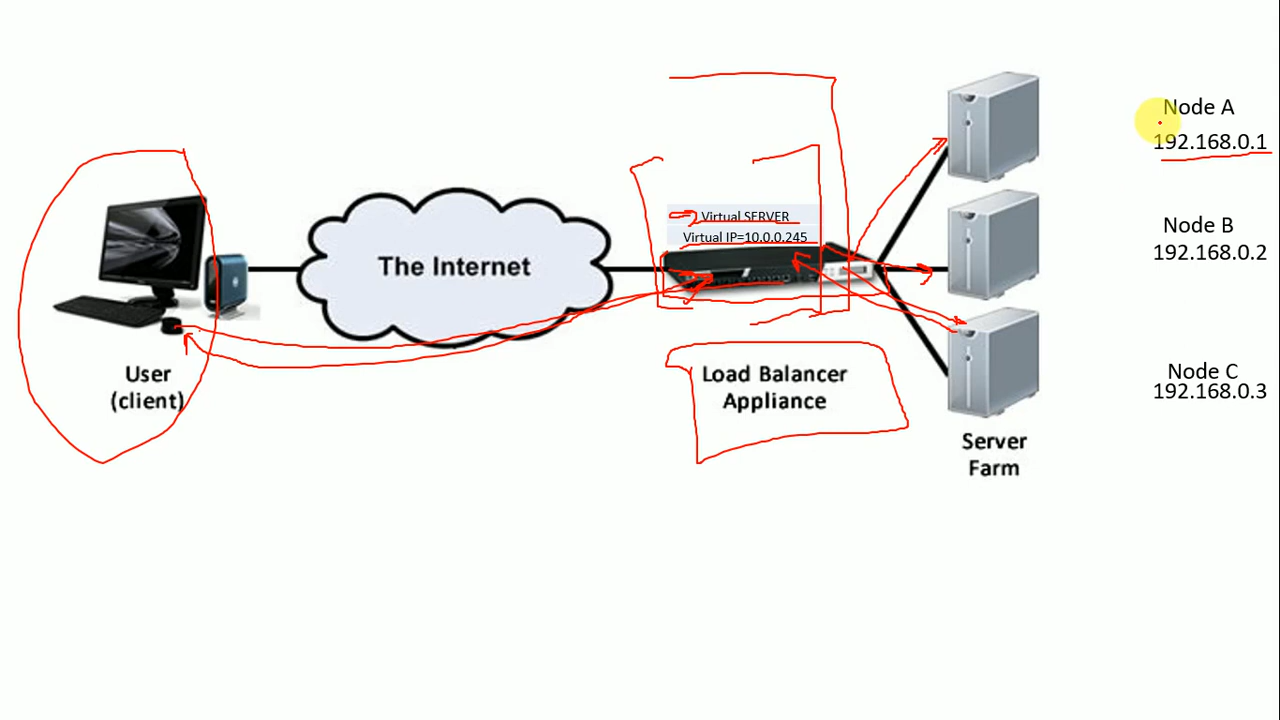 User
(client)
The Internet
Virtual SERVER
Virtual IP=10.0.0.245
Load Balancer
Appliance
Server
Farm
Node A
192.168.0.1
Node B
192.168.0.2
Node C
192.168.0.3